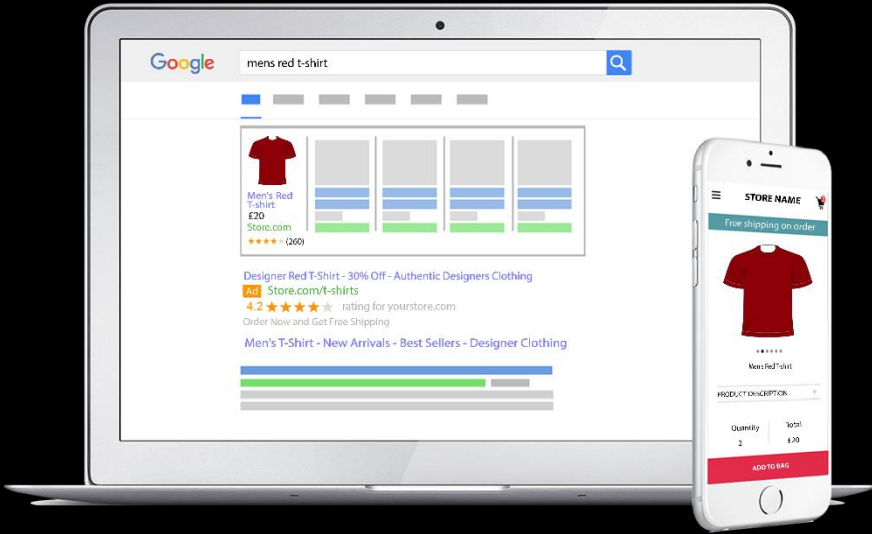 Google
mens red t-shirt
Men's Red
T-shirt
£20
Store.com
(260)
Designer Red T-Shirt - 30% Off - Authentic Designers Clothing
Ad Store.com/t-shirts
4.2 rating for yourstore.com
Order Now and Get Free Shipping
Men's T-Shirt - New Arrivals - Best Sellers - Designer Clothing
STORE NAME
Free shipping on order
Mens Red T-shirt
PRODUCT DESCRIPTION +
Quantity Total
2 £20
ADD TO BAG